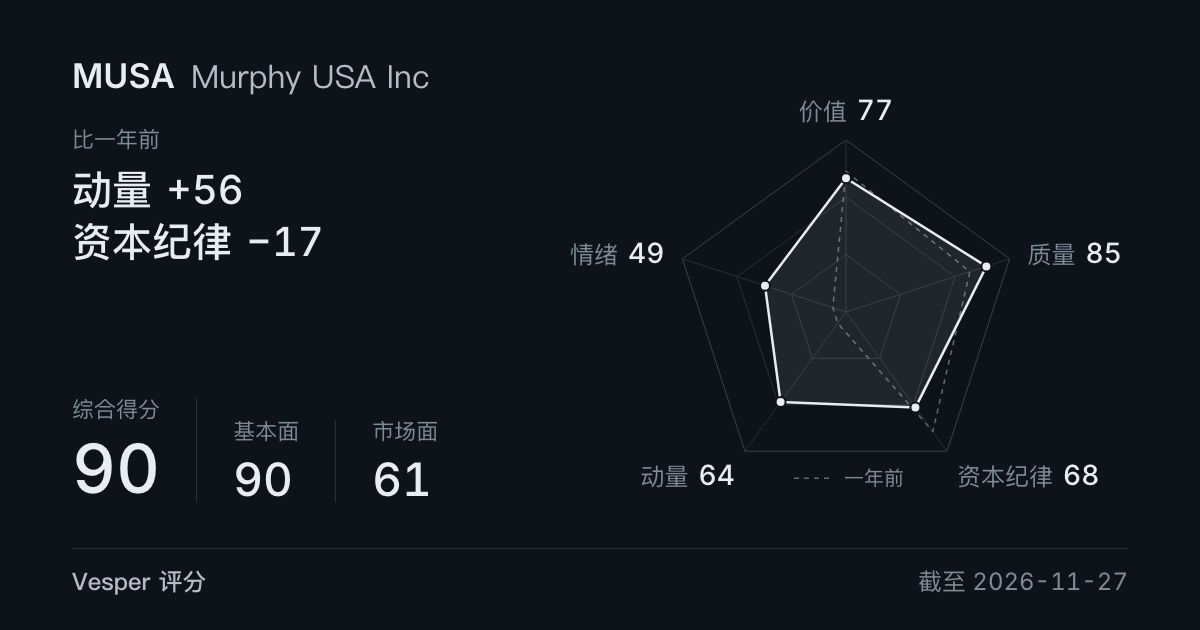 MUSA Murphy USA Inc
比一年前
动量 +56
资本纪律 −17
价值 77
情绪 49
质量 85
动量 64
---- 一年前
资本纪律 68
综合得分
90
基本面
90
市场面
61
Vesper 评分
截至 2026-11-27